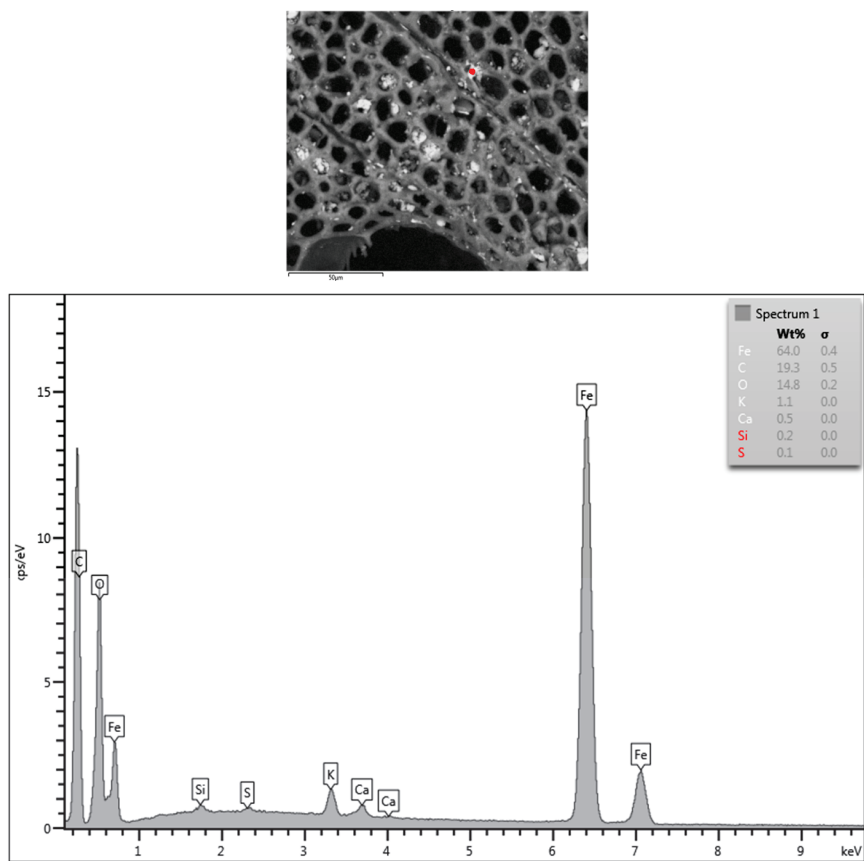 50µm
Spectrum 1
Wt% σ
Fe 64.0 0.4
C 19.3 0.5
O 14.8 0.2
K 1.1 0.0
Ca 0.5 0.0
Si 0.2 0.0
S 0.1 0.0
15
Fe
10
cps/eV
C
O
5
Fe
Fe
K
Si
S
Ca
Ca
0
1 2 3 4 5 6 7 8 9 keV